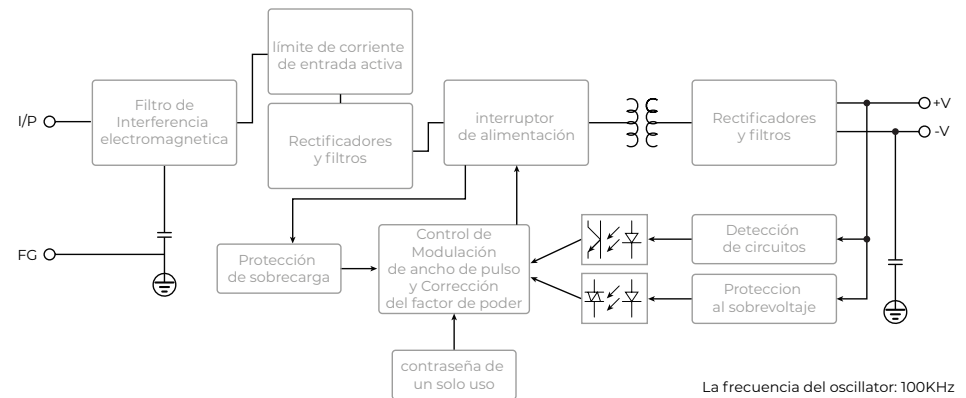 límite de corriente
de entrada activa
I/P
Filtro de
Interferencia
electromagnetica
Rectificadores
y filtros
interruptor
de alimentación
Rectificadores
y filtros
+V
-V
FG
Protección
de sobrecarga
Control de
Modulación
de ancho de pulso
y Corrección
del factor de poder
Detección
de circuitos
Proteccion
al sobrevoltaje
contraseña de
un solo uso
La frecuencia del oscillator: 100KHz